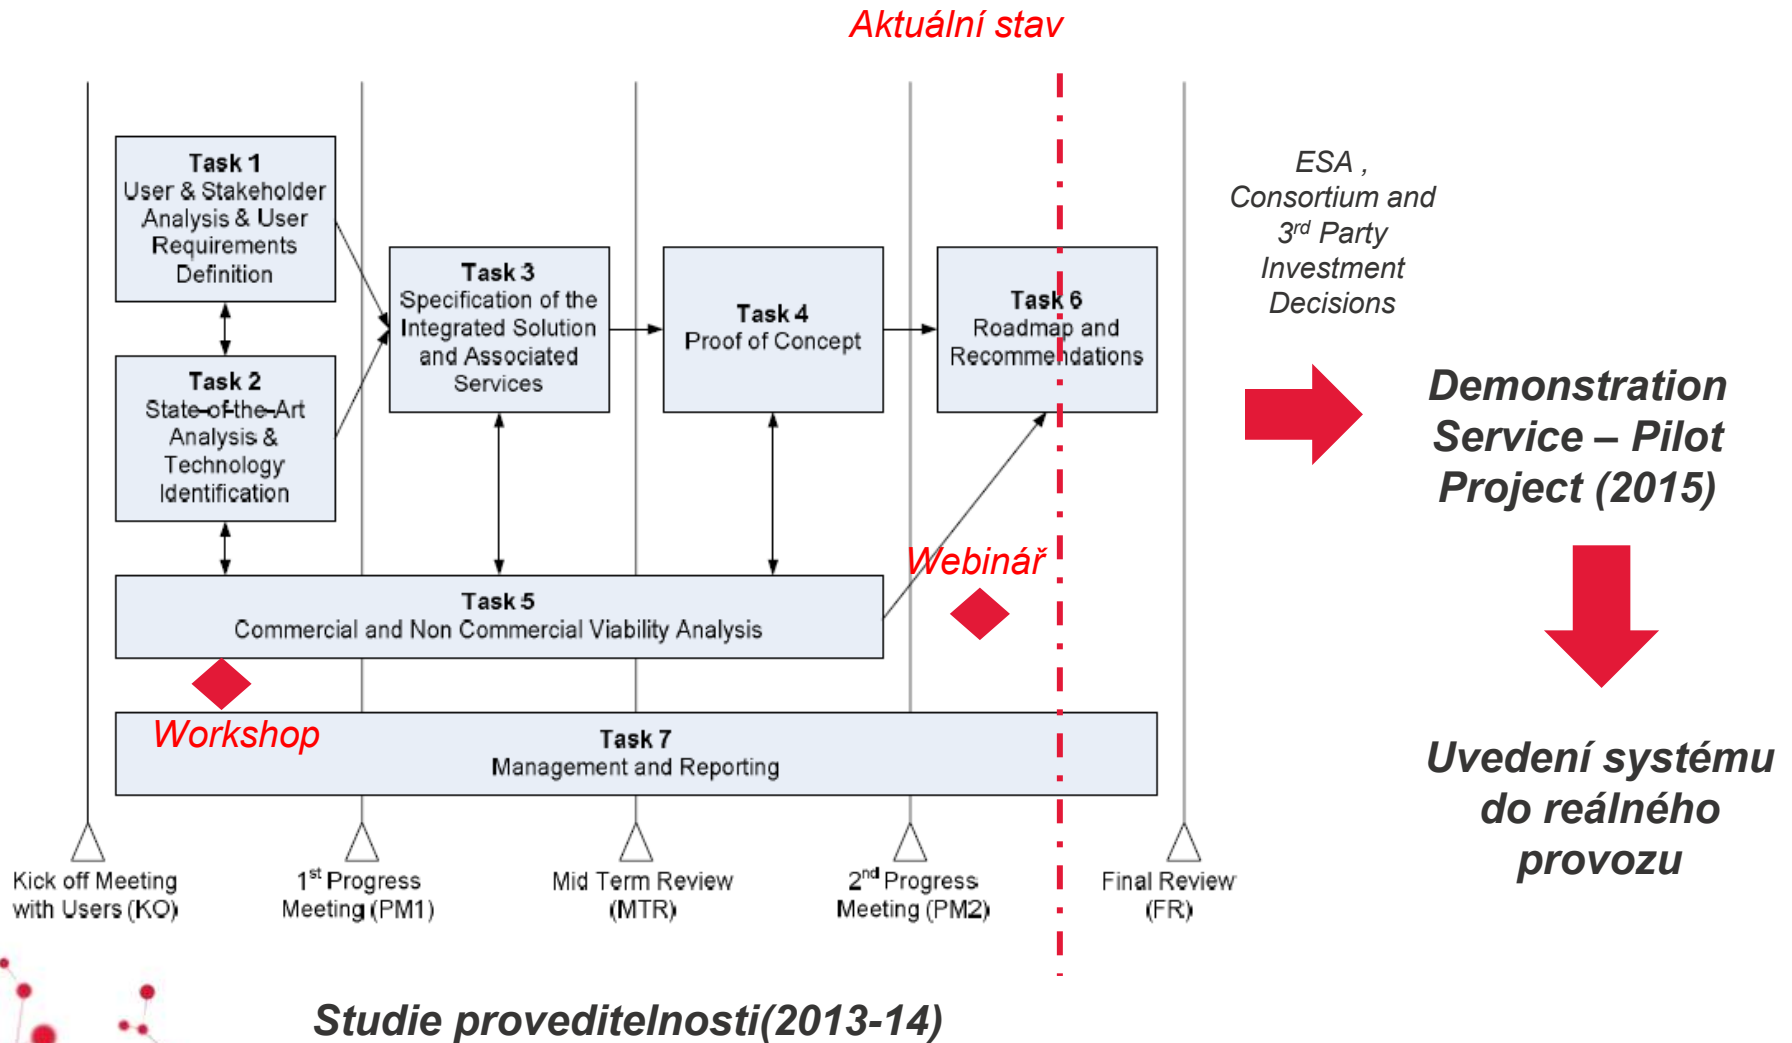 Aktuální stav
Task 1
User & Stakeholder
Analysis & User
Requirements
Definition
Task 2
State-of-the-Art
Analysis &
Technology
Identification
Task 3
Specification of the
Integrated Solution
and Associated
Services
Task 4
Proof of Concept
Task 6
Roadmap and
Recommendations
ESA ,
Consortium and
3rd Party
Investment
Decisions
Demonstration
Service – Pilot
Project (2015)
Webinář
Task 5
Commercial and Non Commercial Viability Analysis
Workshop
Task 7
Management and Reporting
Uvedení systému
do reálného
provozu
Kick off Meeting
with Users (KO)
1st Progress
Meeting (PM1)
Mid Term Review
(MTR)
2nd Progress
Meeting (PM2)
Final Review
(FR)
Studie proveditelnosti(2013-14)